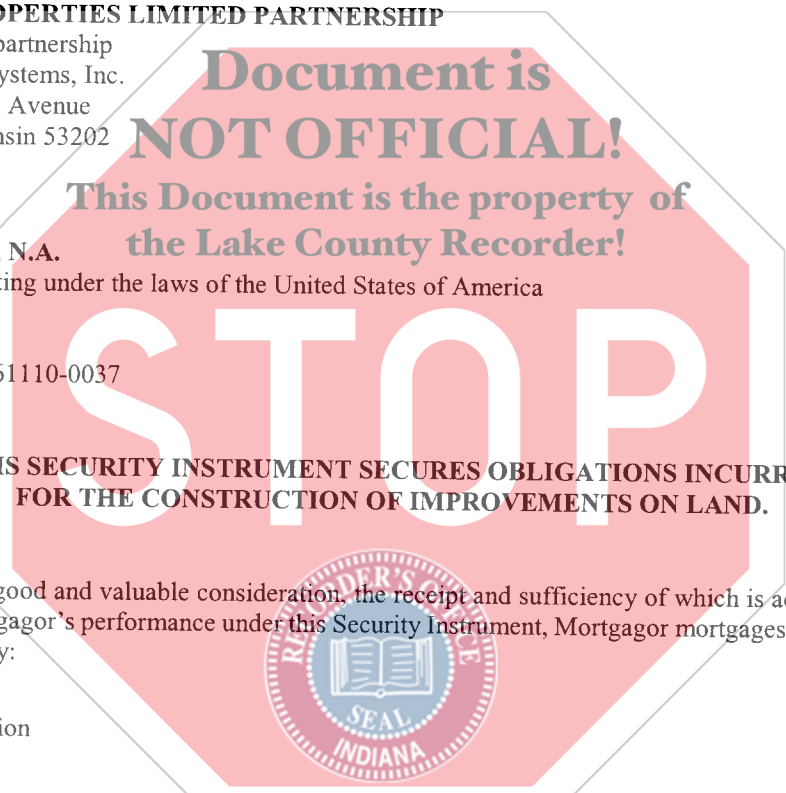 OPERTIES LIMITED PARTNERSHIP
partnership
ystems, Inc.
Avenue
nsin 53202
Document is
NOT OFFICIAL!
This Document is the property of
the Lake County Recorder!
N.A.
ting under the laws of the United States of America
STOP
61110-0037
IS SECURITY INSTRUMENT SECURES OBLIGATIONS INCURR
FOR THE CONSTRUCTION OF IMPROVEMENTS ON LAND.
good and valuable consideration, the receipt and sufficiency of which is a
gagor's performance under this Security Instrument, Mortgagor mortgages
y:
RECORDER'S OFFICE
SEAL
INDIANA
ion